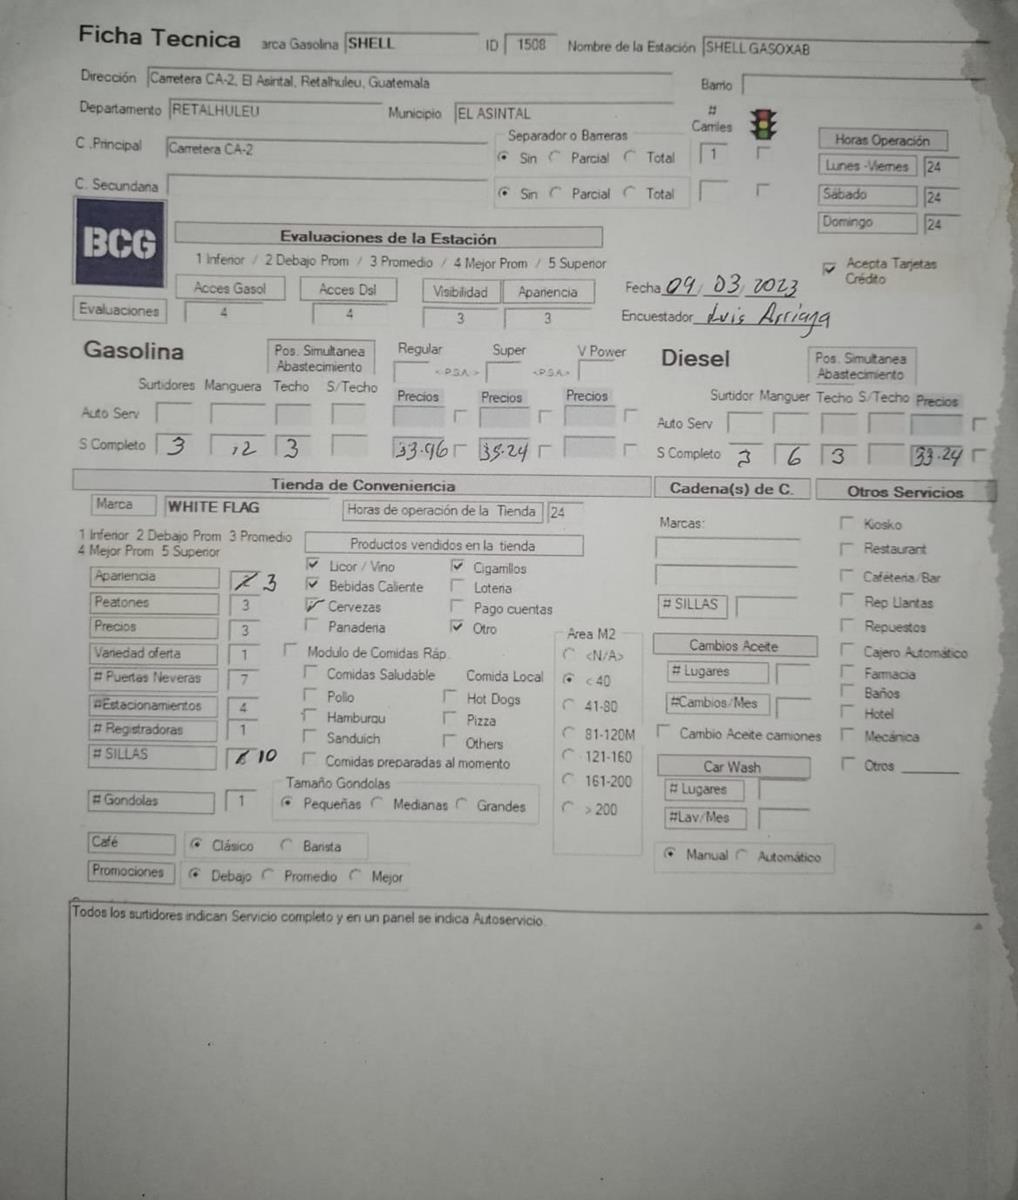 Ficha Tecnica arca Gasolina SHELL ID 1508 Nombre de la Estación SHELL GASOXAB
Dirección Carretera CA-2, El Asintal, Retalhuleu, Guatemala Barrio
Departamento RETALHULEU Municipio EL ASINTAL # Carriles
C .Principal Carretera CA-2 Separador o Barreras Sin Parcial Total 1 Horas Operación
Lunes -Viernes 24
C. Secundaria Sin Parcial Total Sábado 24
Domingo 24
BCG
Evaluaciones de la Estación
1 Inferior / 2 Debajo Prom / 3 Promedio / 4 Mejor Prom / 5 Superior
Acepta Tarjetas Crédito
Acces Gasol Acces Dsl Visibilidad Apariencia Fecha 09, 03, 2023
Evaluaciones 4 4 3 3 Encuestador Luis Arriaga
Gasolina Pos. Simultanea Abastecimiento Regular Super V Power Diesel Pos. Simultanea Abastecimiento
<.P.S.A.> <.P.S.A.>
Surtidores Manguera Techo S/Techo Precios Precios Precios Surtidor Manguer Techo S/Techo Precios
Auto Serv Auto Serv
S Completo 3 12 3 33.96 35.24 S Completo 3 6 3 33.24
Tienda de Conveniencia Cadena(s) de C. Otros Servicios
Marca WHITE FLAG Horas de operación de la Tienda 24 Marcas:
1 Inferior 2 Debajo Prom 3 Promedio
4 Mejor Prom 5 Superior
Productos vendidos en la tienda
Kiosko
Restaurant
Apariencia 3 Licor / Vino Cigarrillos Cafétería/Bar
Peatones 3 Bebidas Caliente Loteria # SILLAS Rep Llantas
Precios 3 Cervezas Pago cuentas Repuestos
Panaderia Otro Area M2
Variedad oferta 1 Modulo de Comidas Ráp. <N/A> Cambios Aceite Cajero Automático
# Puertas Neveras 7 Comidas Saludable Comida Local < 40 # Lugares Farmacia
#Estacionamientos 4 Pollo Hot Dogs 41-80 #Cambios/Mes Baños
Hamburgu Pizza Hotel
# Registradoras 1 Sanduich Others 81-120M Cambio Aceite camiones Mecánica
# SILLAS 10 Comidas preparadas al momento 121-160 Car Wash Otros
Tamaño Gondolas 161-200 # Lugares
# Gondolas 1 Pequeñas Medianas Grandes > 200 #Lav/Mes
Café Clásico Barista Manual Automático
Promociones Debajo Promedio Mejor
Todos los surtidores indican Servicio completo y en un panel se indica Autoservicio.